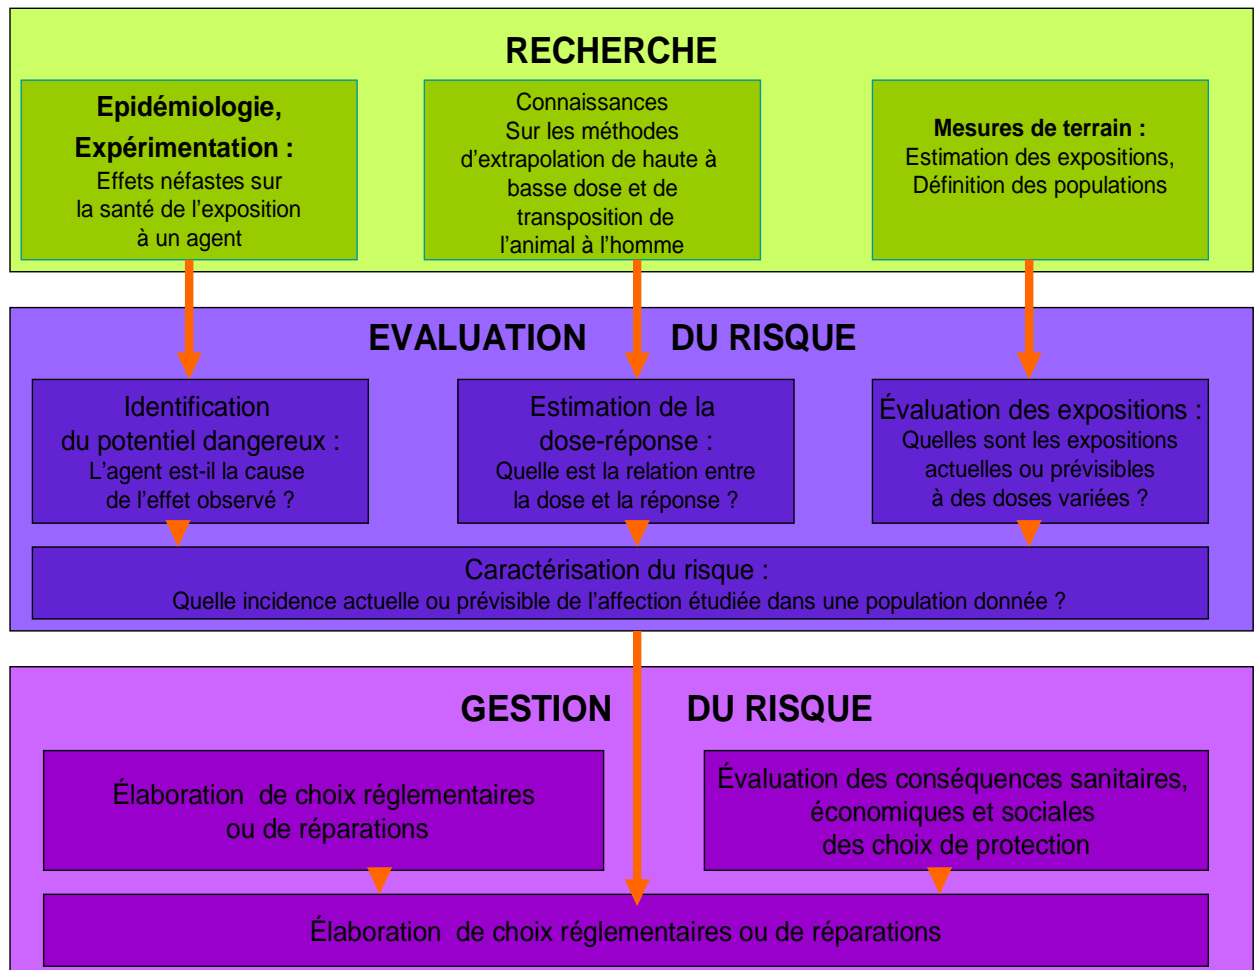 RECHERCHE
Epidémiologie,
Expérimentation :
Effets néfastes sur
la santé de l’exposition
à un agent
Connaissances
Sur les méthodes
d’extrapolation de haute à
basse dose et de
transposition de
l’animal à l’homme
Mesures de terrain :
Estimation des expositions,
Définition des populations
EVALUATION DU RISQUE
Identification
du potentiel dangereux :
L’agent est-il la cause
de l’effet observé ?
Estimation de la
dose-réponse :
Quelle est la relation entre
la dose et la réponse ?
Évaluation des expositions :
Quelles sont les expositions
actuelles ou prévisibles
à des doses variées ?
Caractérisation du risque :
Quelle incidence actuelle ou prévisible de l’affection étudiée dans une population donnée ?
GESTION DU RISQUE
Élaboration de choix réglementaires
ou de réparations
Évaluation des conséquences sanitaires,
économiques et sociales
des choix de protection
Élaboration de choix réglementaires ou de réparations